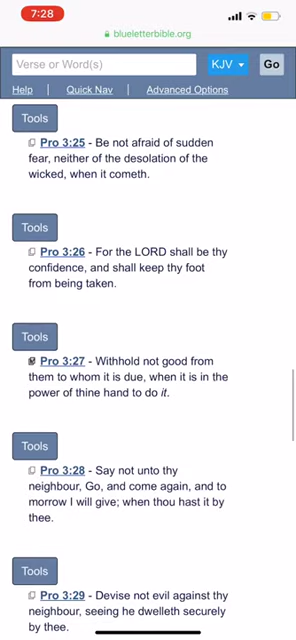 7:28
blueletterbible.org
Verse or Word(s)
KJV
Go
Help | Quick Nav | Advanced Options
Tools
Pro 3:25 - Be not afraid of sudden
fear, neither of the desolation of the
wicked, when it cometh.
Tools
Pro 3:26 - For the LORD shall be thy
confidence, and shall keep thy foot
from being taken.
Tools
Pro 3:27 - Withhold not good from
them to whom it is due, when it is in the
power of thine hand to do it.
Tools
Pro 3:28 - Say not unto thy
neighbour, Go, and come again, and to
morrow I will give; when thou hast it by
thee.
Tools
Pro 3:29 - Devise not evil against thy
neighbour, seeing he dwelleth securely
by thee.